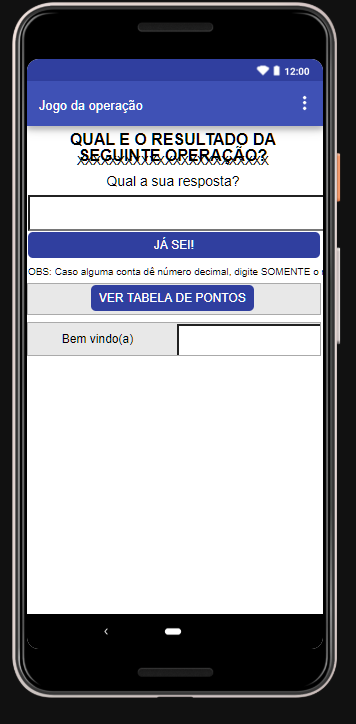 12:00
Jogo da operação
QUAL E O RESULTADO DA
SEGUINTE OPERAÇÃO?
Qual a sua resposta?
JÁ SEI!
OBS: Caso alguma conta dê número decimal, digite SOMENTE o
VER TABELA DE PONTOS
Bem vindo(a)